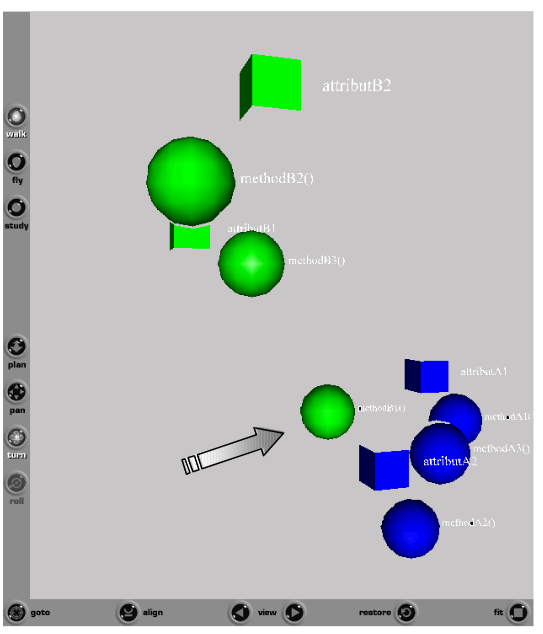 attributB2
walk
methodB2()
fly
study
attributB1
methodB3()
plan
attributA1
pan
methodB1()
methodA1(
turn
methodA3()
attributA2
roll
methodA2()
goto
align
view
restore
fit